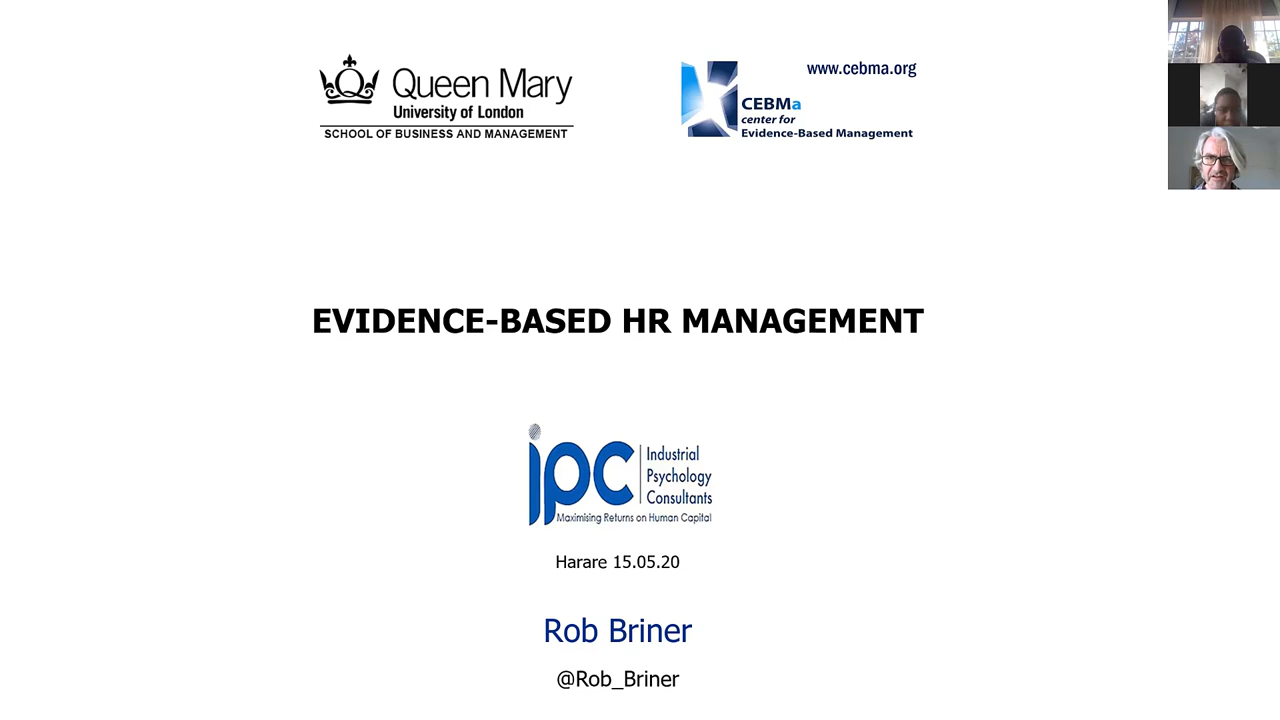 Queen Mary
University of London
SCHOOL OF BUSINESS AND MANAGEMENT
www.cebma.org
CEBMa
center for
Evidence-Based Management
EVIDENCE-BASED HR MANAGEMENT
ipc
Industrial
Psychology
Consultants
Maximising Returns on Human Capital
Harare 15.05.20
Rob Briner
@Rob_Briner